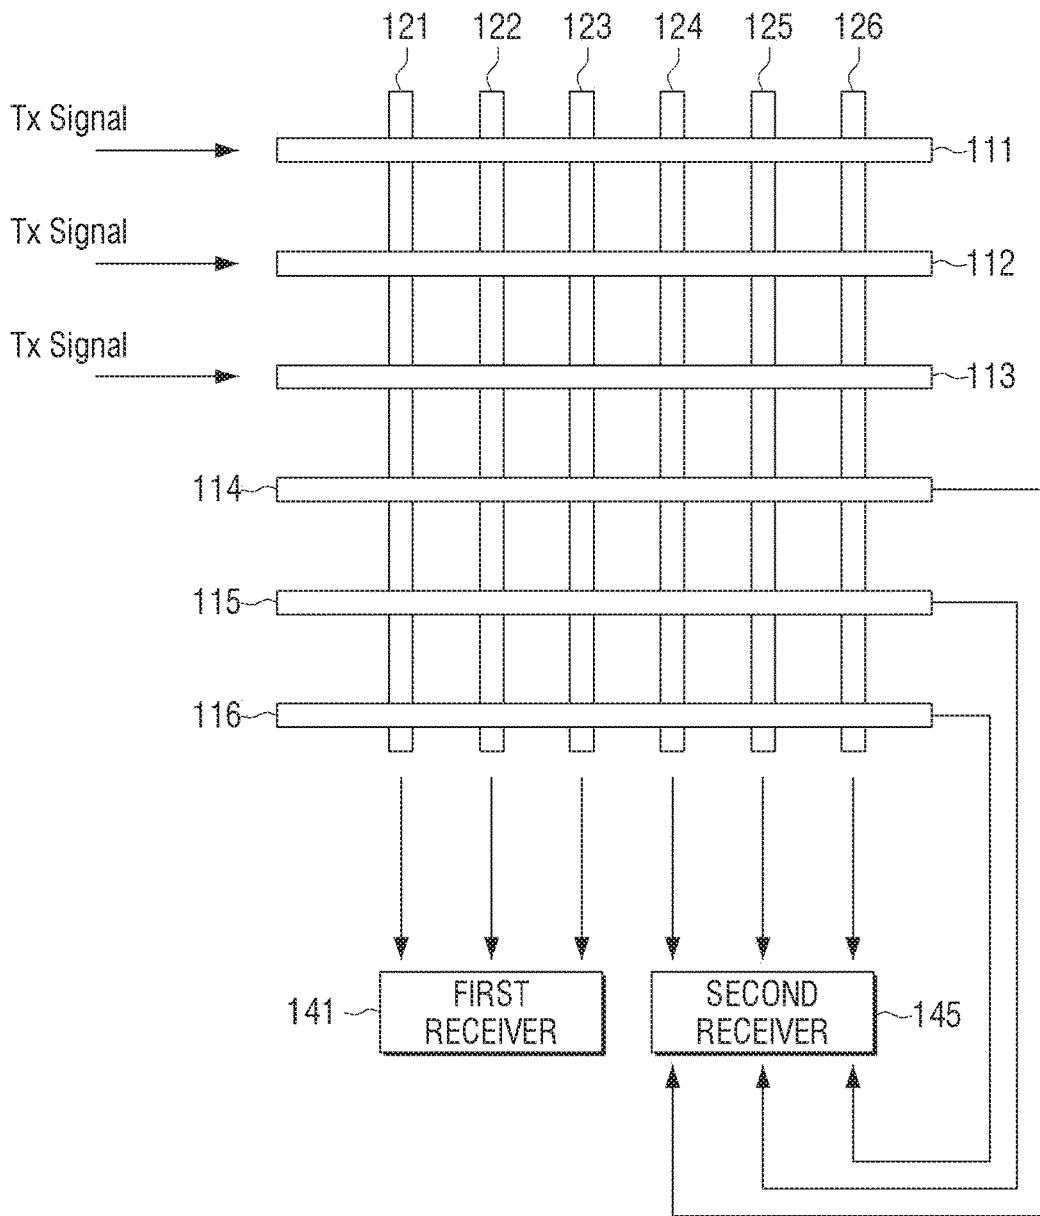 121 122 123 124 125 126
Tx Signal
111
Tx Signal
112
Tx Signal
113
114
115
116
141
FIRST
RECEIVER
SECOND
RECEIVER
145